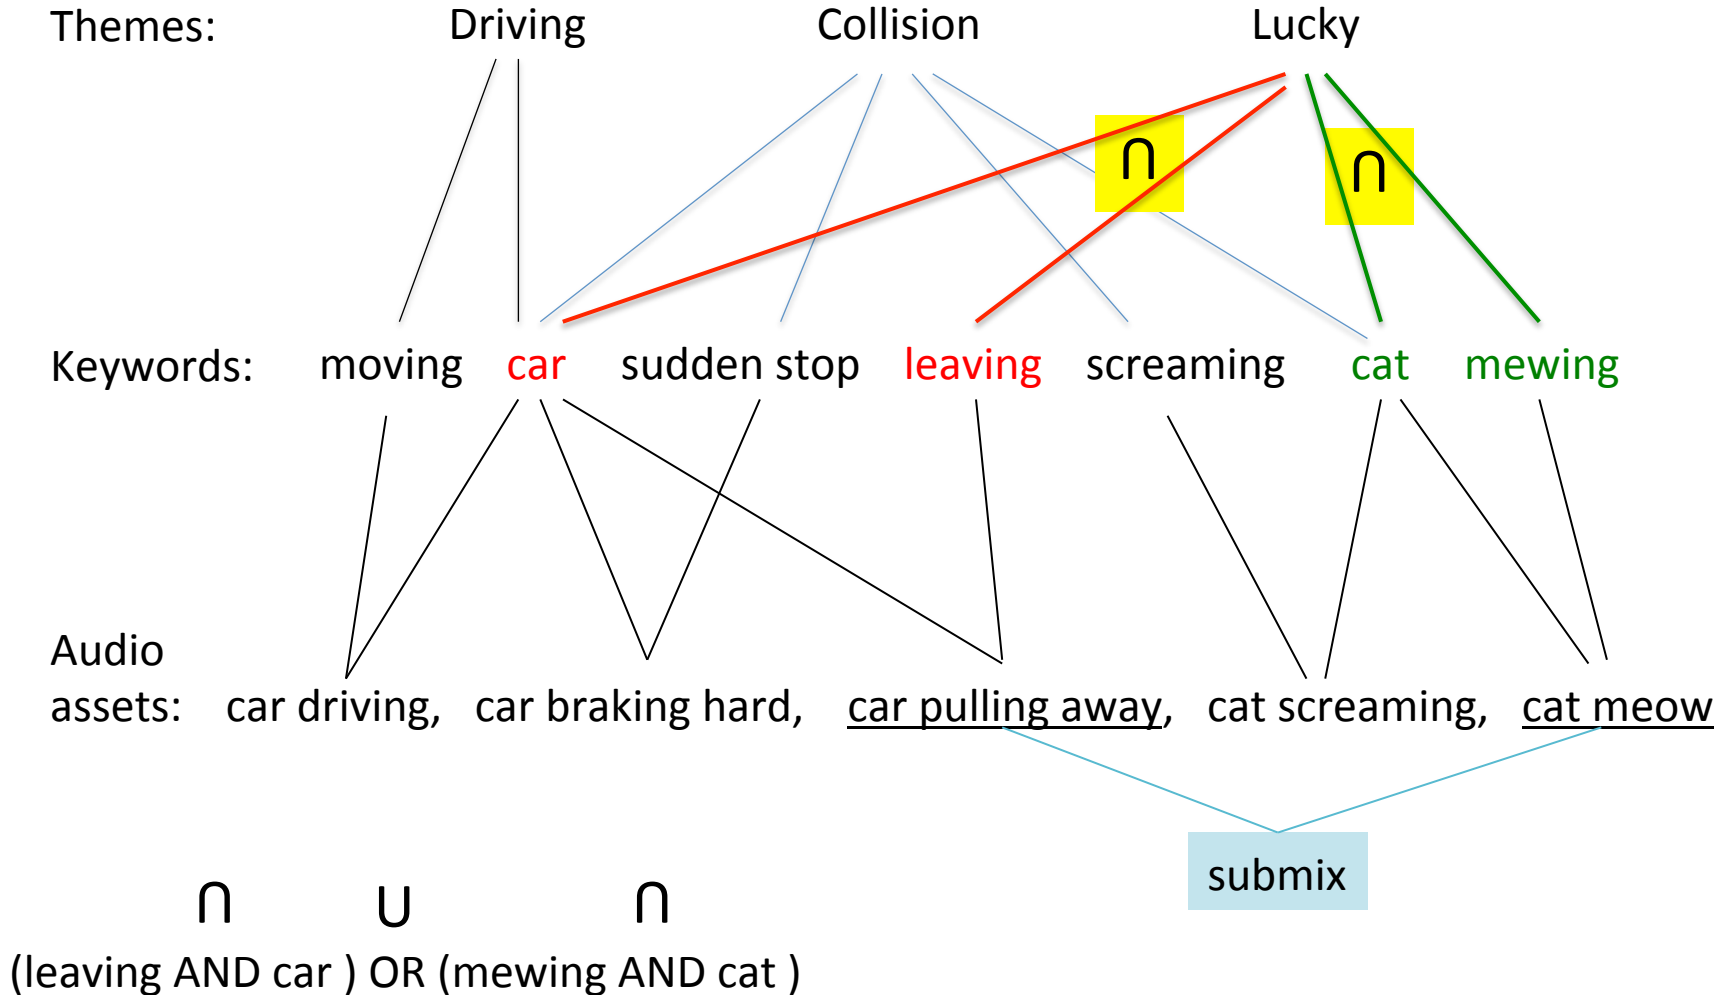 Themes: Driving Collision Lucky
∩ ∩
Keywords: moving car sudden stop leaving screaming cat mewing
Audio
assets: car driving, car braking hard, car pulling away, cat screaming, cat meow
submix
∩ ∪ ∩
(leaving AND car ) OR (mewing AND cat )